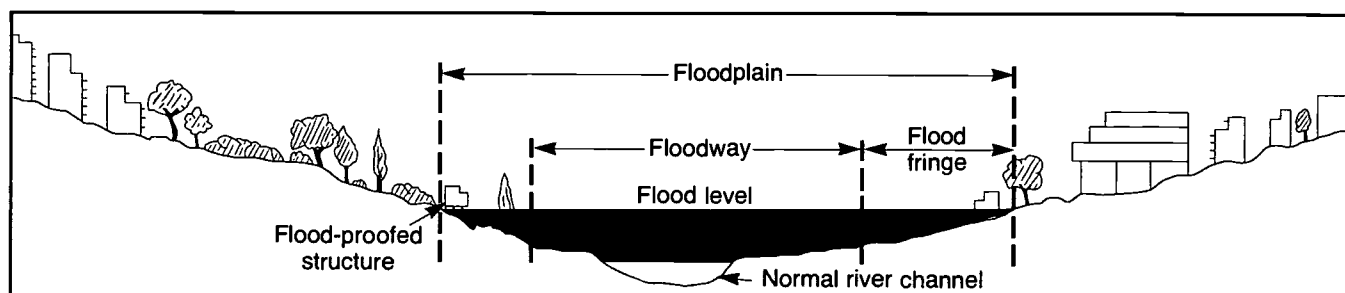 Floodplain
Floodway
Flood
fringe
Flood level
Flood-proofed
structure
Normal river channel